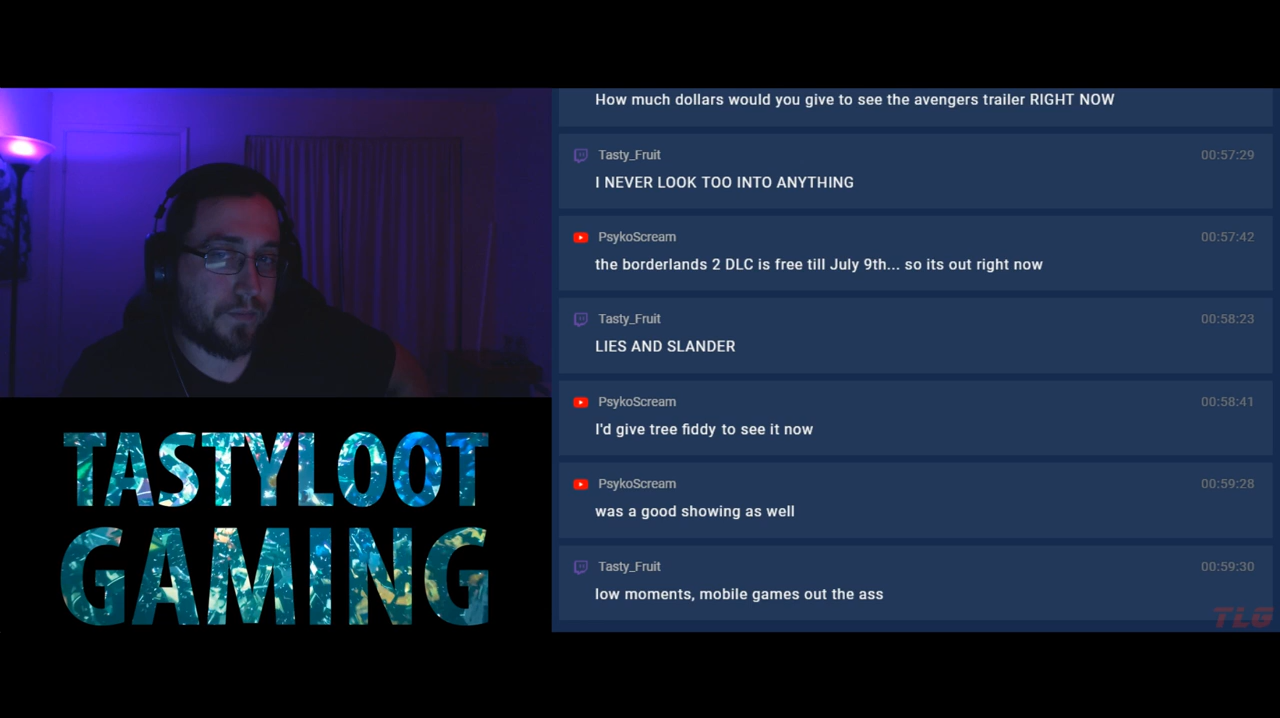 How much dollars would you give to see the avengers trailer RIGHT NOW
Tasty_Fruit 00:57:29
I NEVER LOOK TOO INTO ANYTHING
PsykoScream 00:57:42
the borderlands 2 DLC is free till July 9th... so its out right now
Tasty_Fruit 00:58:23
LIES AND SLANDER
PsykoScream 00:58:41
I'd give tree fiddy to see it now
PsykoScream 00:59:28
was a good showing as well
Tasty_Fruit 00:59:30
low moments, mobile games out the ass
TLG
TASTYLOOT
GAMING